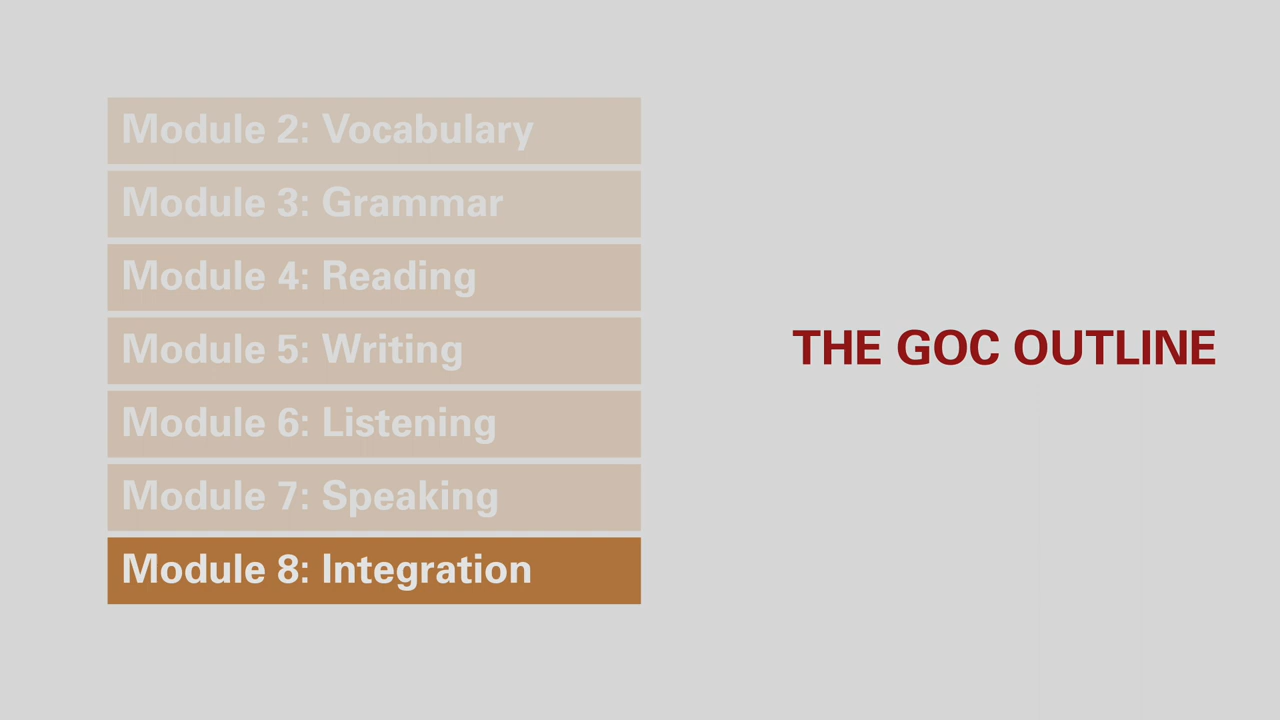 Module 2: Vocabulary
Module 3: Grammar
Module 4: Reading
Module 5: Writing
Module 6: Listening
Module 7: Speaking
Module 8: Integration
THE GOC OUTLINE